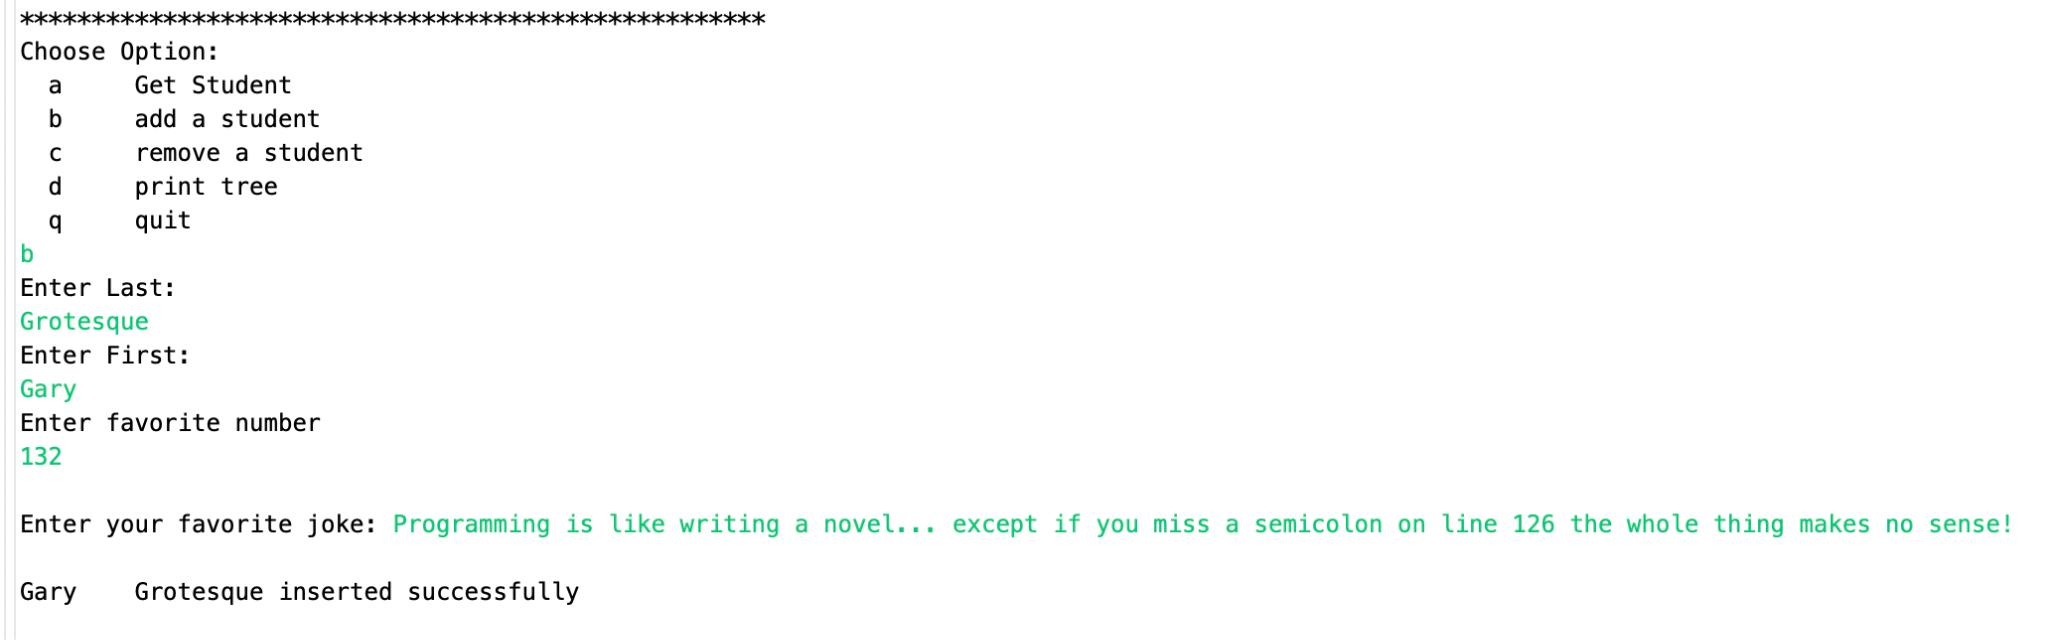 ****************************************************
Choose Option:
  a     Get Student
  b     add a student
  c     remove a student
  d     print tree
  q     quit
b
Enter Last:
Grotesque
Enter First:
Gary
Enter favorite number
132
Enter your favorite joke: Programming is like writing a novel... except if you miss a semicolon on line 126 the whole thing makes no sense!
Gary    Grotesque inserted successfully